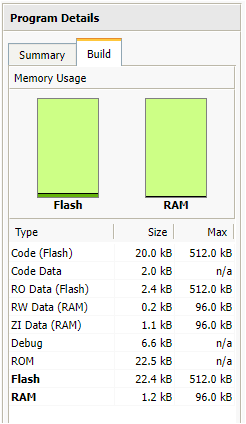 Program Details
Summary Build
Memory Usage
Flash RAM
Type Size Max
Code (Flash) 20.0 kB 512.0 kB
Code Data 2.0 kB n/a
RO Data (Flash) 2.4 kB 512.0 kB
RW Data (RAM) 0.2 kB 96.0 kB
ZI Data (RAM) 1.1 kB 96.0 kB
Debug 6.6 kB n/a
ROM 22.5 kB n/a
Flash 22.4 kB 512.0 kB
RAM 1.2 kB 96.0 kB